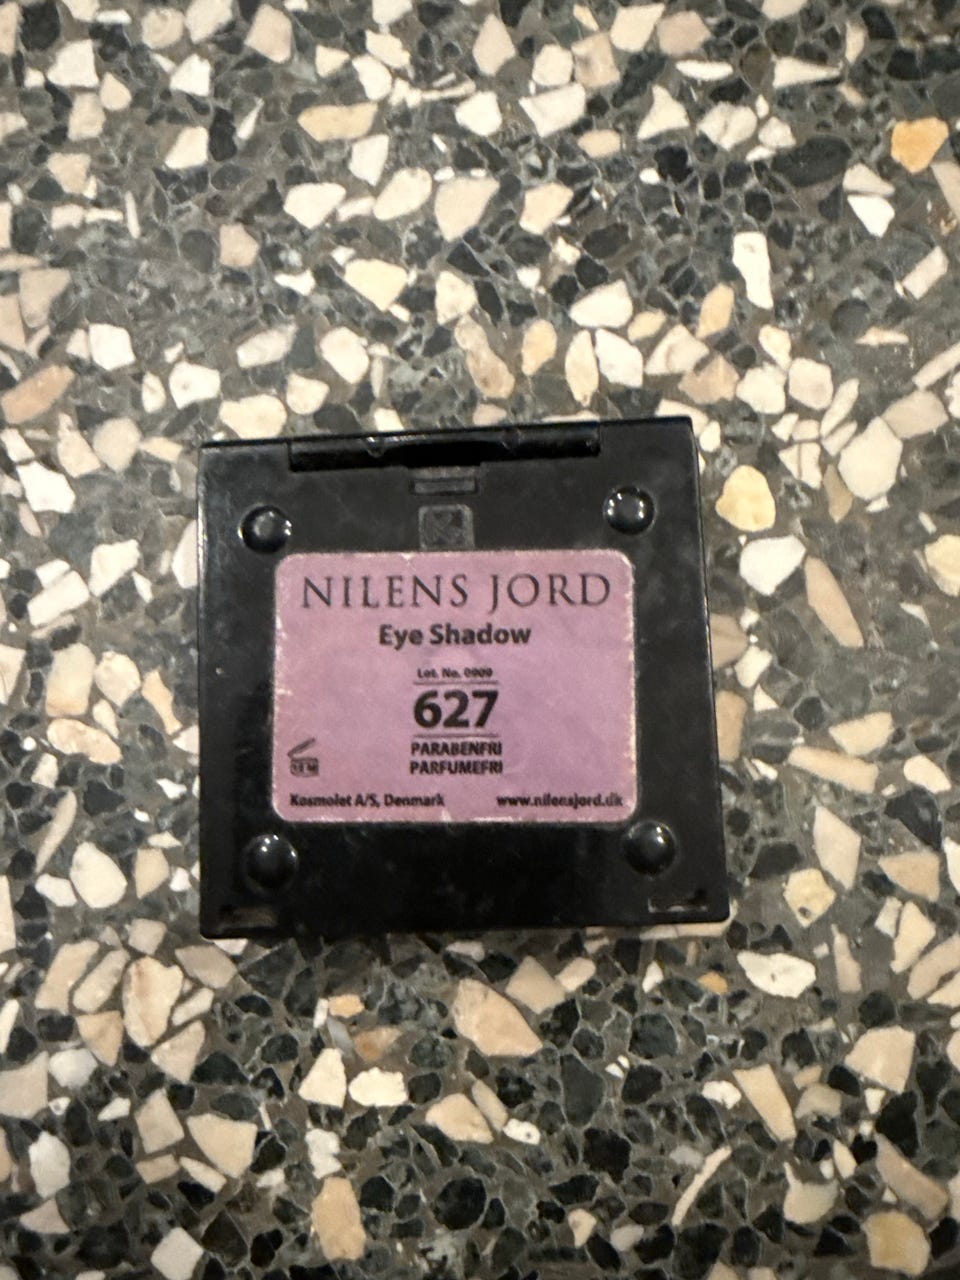 NILENS JORD
Eye Shadow
Lot. No. 0909
627
PARABENFRI
PARFUMEFRI
Kosmolet A/S, Denmark
www.nilensjord.dk